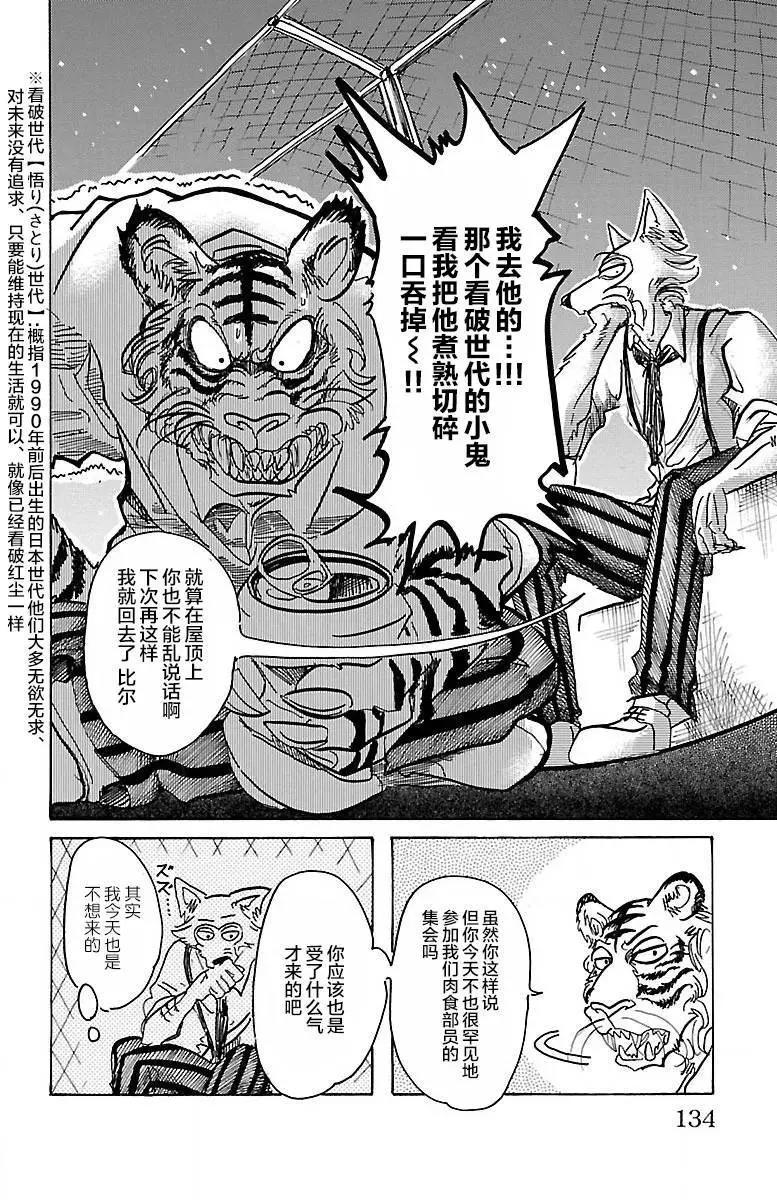 我去他的…!!!
那个看破世代的小鬼
看我把他煮熟切碎
一口吞掉～!!
就算在屋顶上
你也不能乱说话啊
下次再这样
我就回去了 比尔
※看破世代【悟り(さとり)世代】:概指1990年前后出生的日本世代他们大多无欲无求、
对未来没有追求、只要能维持现在的生活就可以、就像已经看破红尘一样
虽然你这样说
但你今天不也很罕见地
参加我们肉食部员的
集会吗
你应该也是
受了什么气
才来的吧
ズズ…
其实
我今天也是
不想来的
134